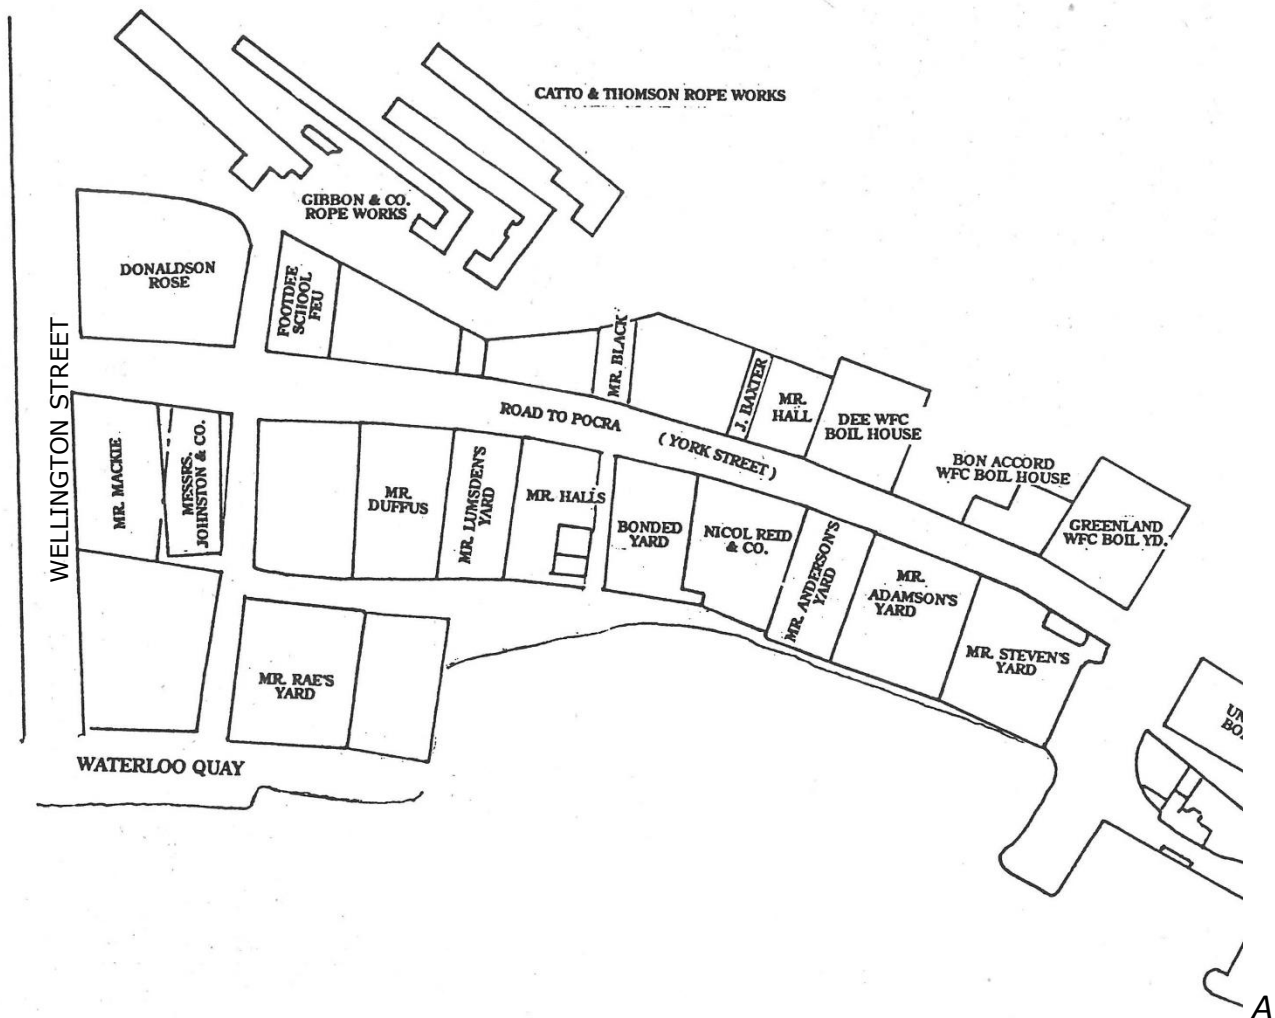 CATTO & THOMSON ROPE WORKS
GIBBON & CO.
ROPE WORKS
DONALDSON
ROSE
FOOTDEE
SCHOOL
FEU
MR. BLACK
J. BAXTER
MR.
HALL
DEE WFC
BOIL HOUSE
BON ACCORD
WFC BOIL HOUSE
GREENLAND
WFC BOIL YD.
WELLINGTON STREET
ROAD TO POCRA
(YORK STREET)
MR. MACKIE
MESSRS.
JOHNSTON & CO.
MR.
DUFFUS
MR. LUMSDEN'S
YARD
MR. HALLS
BONDED
YARD
NICOL REID
& CO.
MR. ANDERSON'S
YARD
MR.
ADAMSON'S
YARD
MR. STEVEN'S
YARD
MR. RAE'S
YARD
UN
BO
WATERLOO QUAY
A